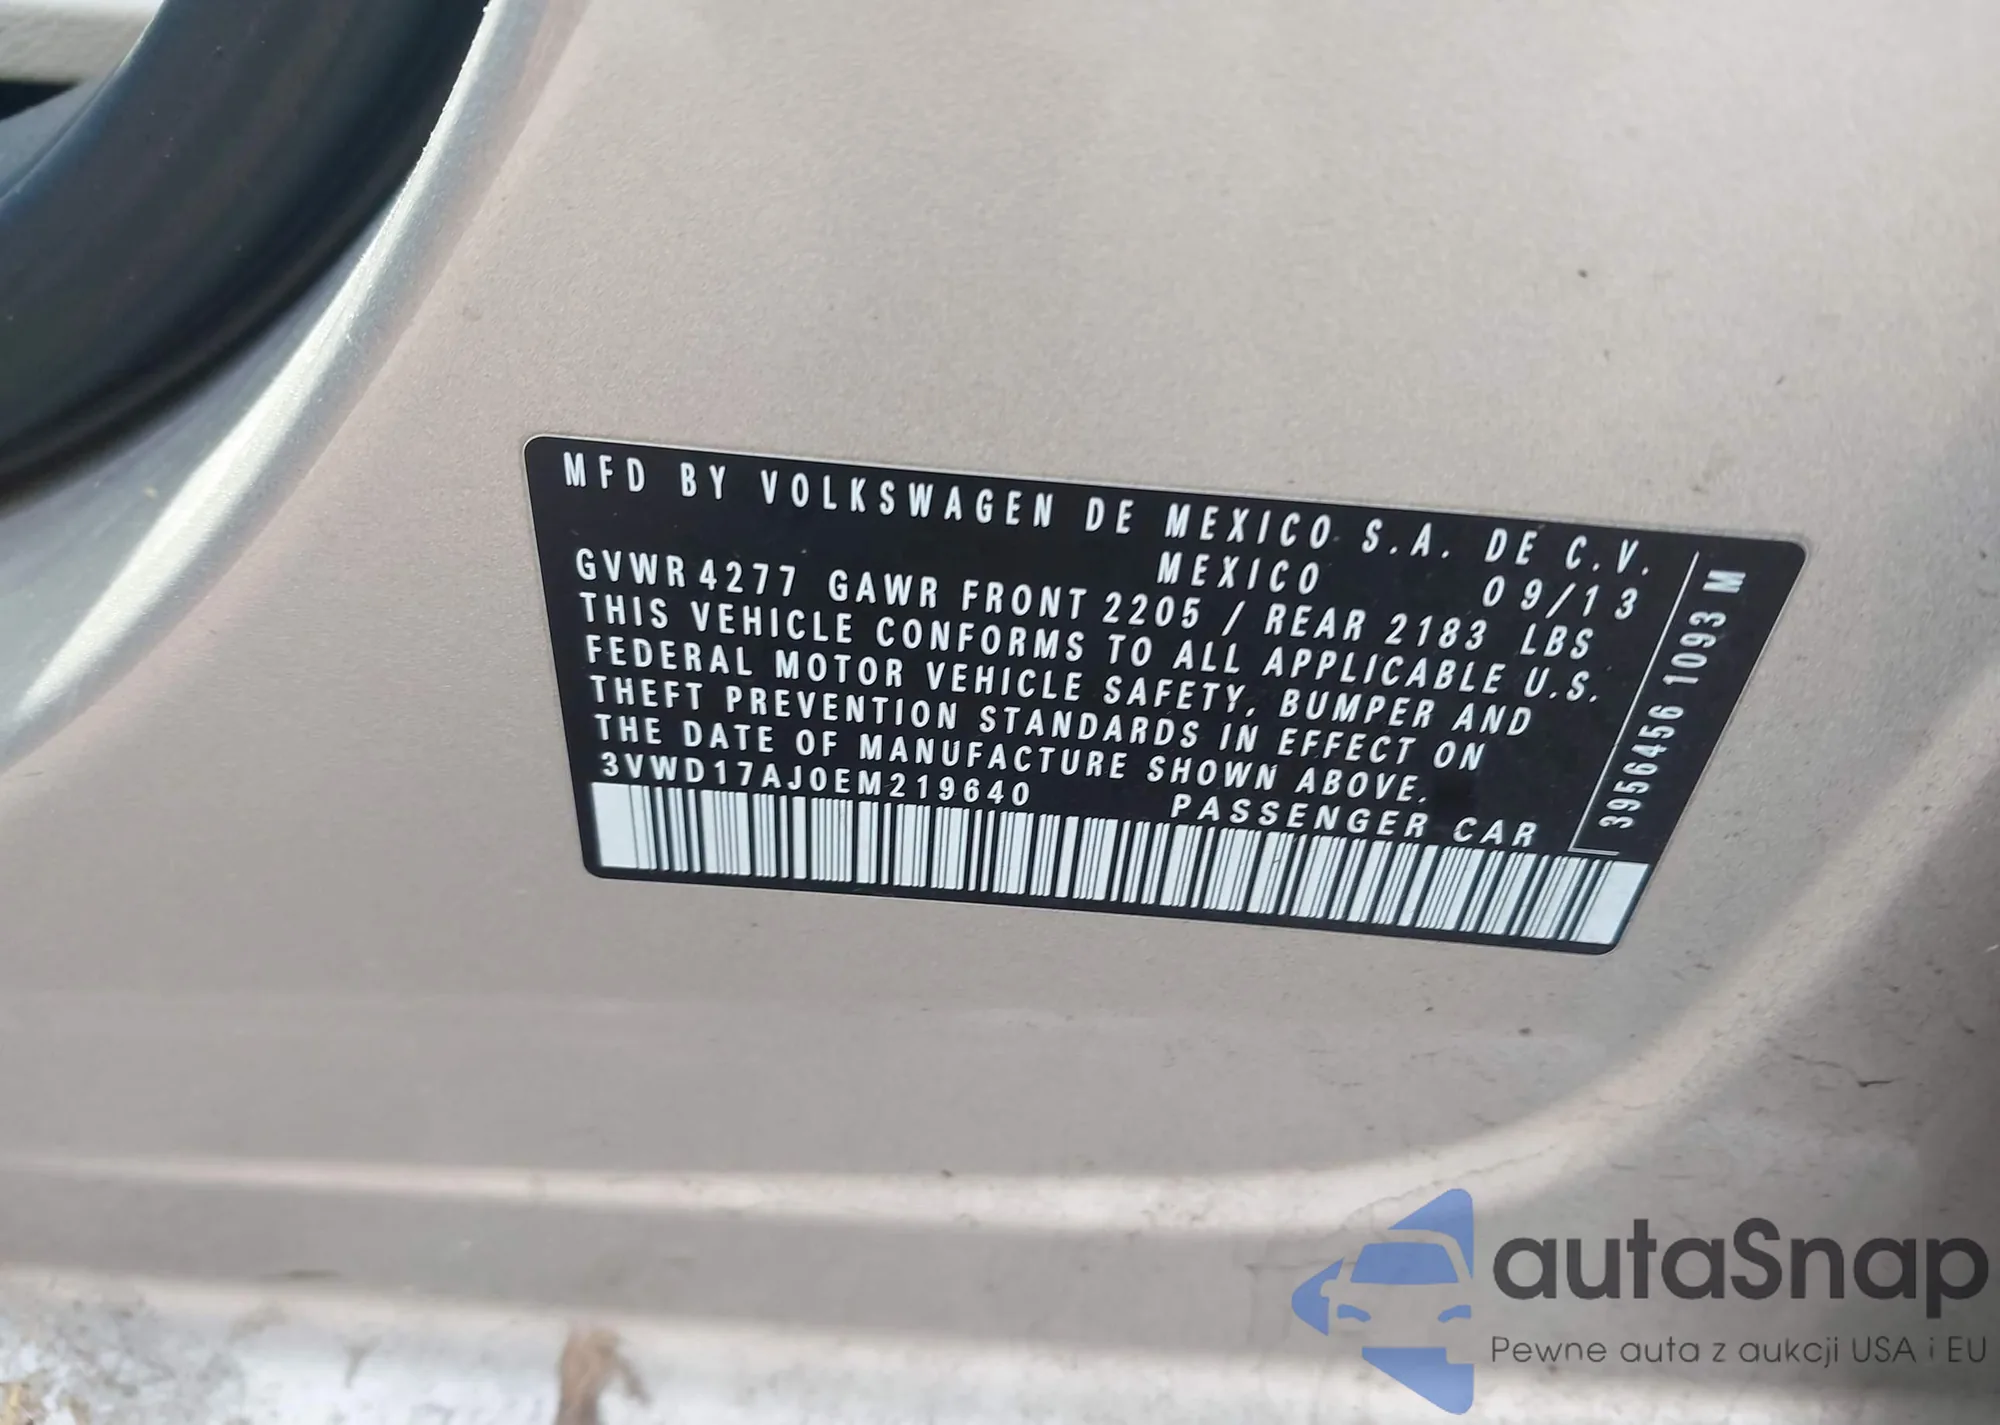 MFD BY VOLKSWAGEN DE MEXICO S.A. DE C.V.
MEXICO 09/13
GVWR 4277 GAWR FRONT 2205 / REAR 2183 LBS
THIS VEHICLE CONFORMS TO ALL APPLICABLE U.S.
FEDERAL MOTOR VEHICLE SAFETY, BUMPER AND
THEFT PREVENTION STANDARDS IN EFFECT ON
THE DATE OF MANUFACTURE SHOWN ABOVE.
3VWD17AJ0EM219640 PASSENGER CAR
3956456 1093 M
autaSnap
Pewne auta z aukcji USA i EU